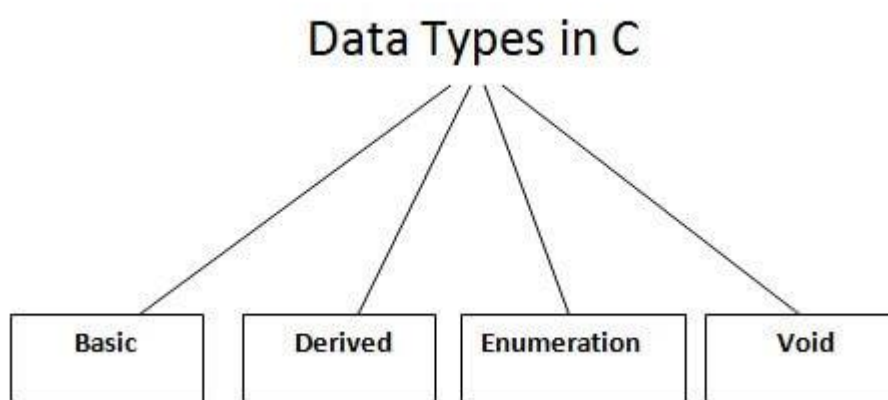 Data Types in C
Basic
Derived
Enumeration
Void